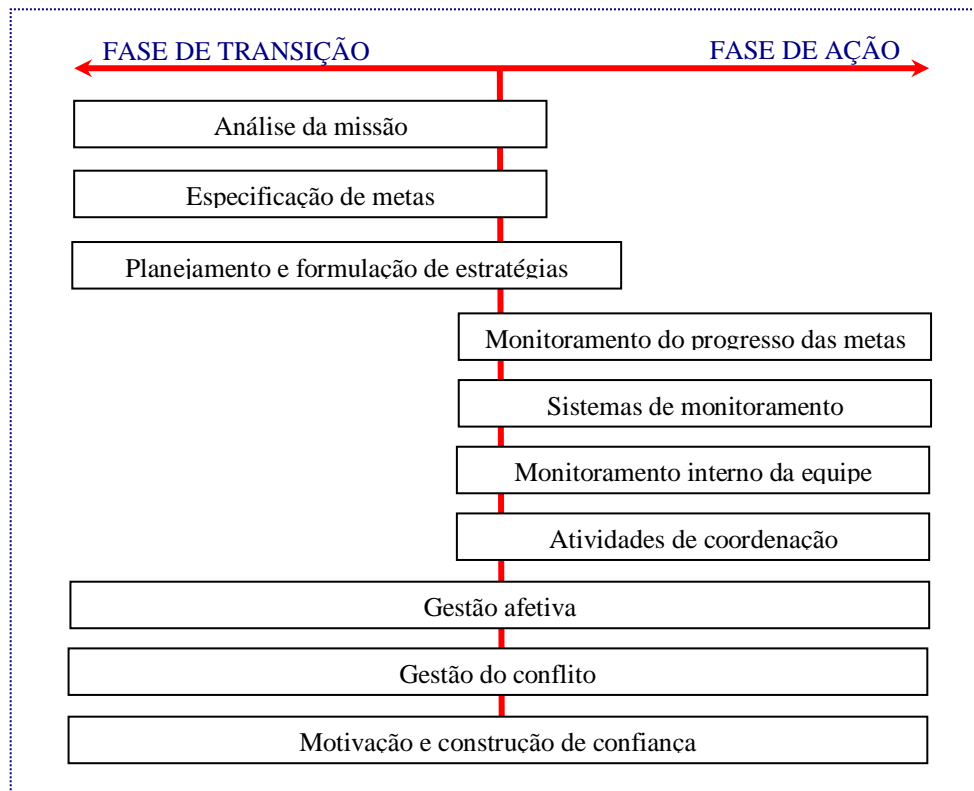 FASE DE TRANSIÇÃO
FASE DE AÇÃO
Análise da missão
Especificação de metas
Planejamento e formulação de estratégias
Monitoramento do progresso das metas
Sistemas de monitoramento
Monitoramento interno da equipe
Atividades de coordenação
Gestão afetiva
Gestão do conflito
Motivação e construção de confiança